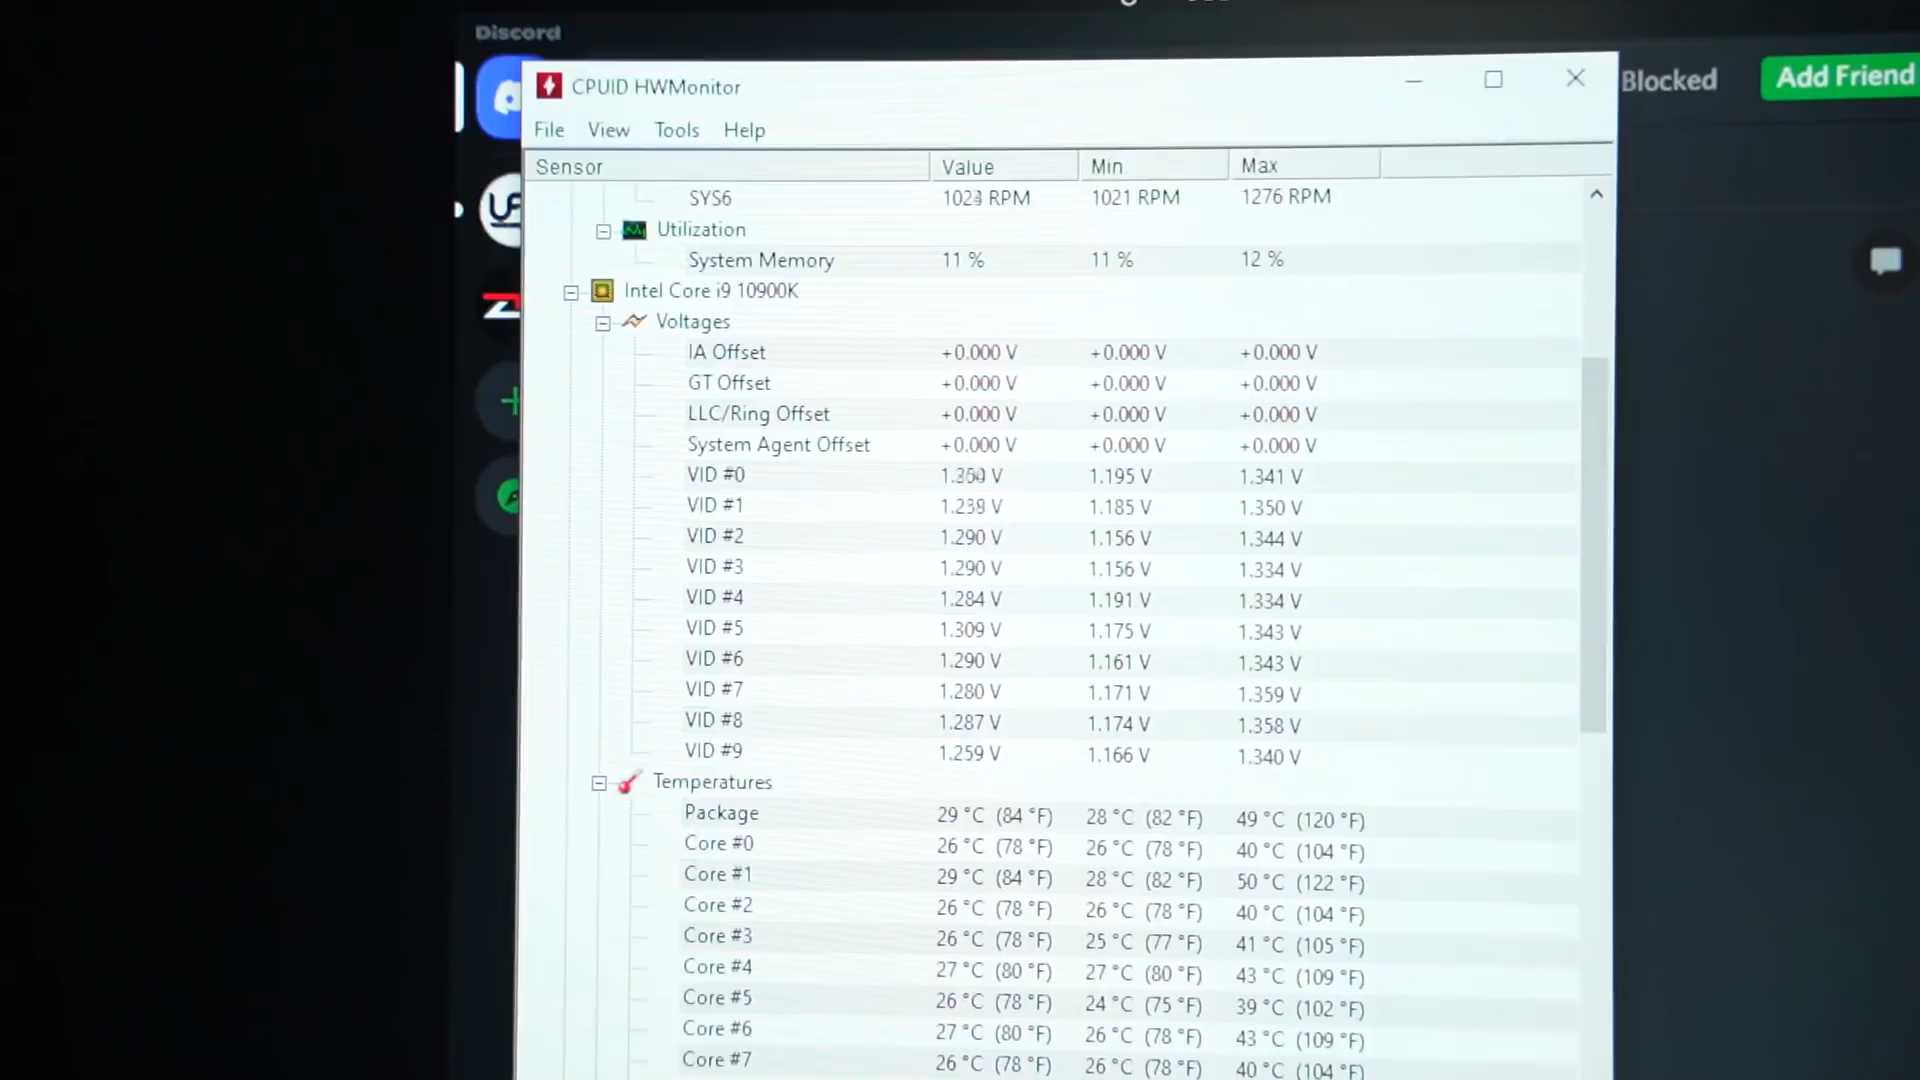 Discord
CPUID HWMonitor
Blocked
Add Friend
File View Tools Help
Sensor Value Min Max
SYS6 RPM 1021 RPM 1276 RPM
Utilization
System Memory 11 % 11 % 12 %
Intel Core i9 10900K
Voltages
IA Offset +0.000 V +0.000 V +0.000 V
GT Offset +0.000 V +0.000 V +0.000 V
LLC/Ring Offset +0.000 V +0.000 V +0.000 V
System Agent Offset +0.000 V +0.000 V +0.000 V
VID #0 V 1.195 V 1.341 V
VID #1 V 1.185 V 1.350 V
VID #2 1.290 V 1.156 V 1.344 V
VID #3 1.290 V 1.156 V 1.334 V
VID #4 1.284 V 1.191 V 1.334 V
VID #5 1.309 V 1.175 V 1.343 V
VID #6 1.290 V 1.161 V 1.343 V
VID #7 1.280 V 1.171 V 1.359 V
VID #8 1.287 V 1.174 V 1.358 V
VID #9 1.259 V 1.166 V 1.340 V
Temperatures
Package 29 °C (84 °F) 28 °C (82 °F) 49 °C (120 °F)
Core #0 26 °C (78 °F) 26 °C (78 °F) 40 °C (104 °F)
Core #1 29 °C (84 °F) 28 °C (82 °F) 50 °C (122 °F)
Core #2 26 °C (78 °F) 26 °C (78 °F) 40 °C (104 °F)
Core #3 26 °C (78 °F) 25 °C (77 °F) 41 °C (105 °F)
Core #4 27 °C (80 °F) 27 °C (80 °F) 43 °C (109 °F)
Core #5 26 °C (78 °F) 24 °C (75 °F) 39 °C (102 °F)
Core #6 27 °C (80 °F) 26 °C (78 °F) 43 °C (109 °F)
Core #7 26 °C (78 °F) 26 °C (78 °F) 40 °C (104 °F)